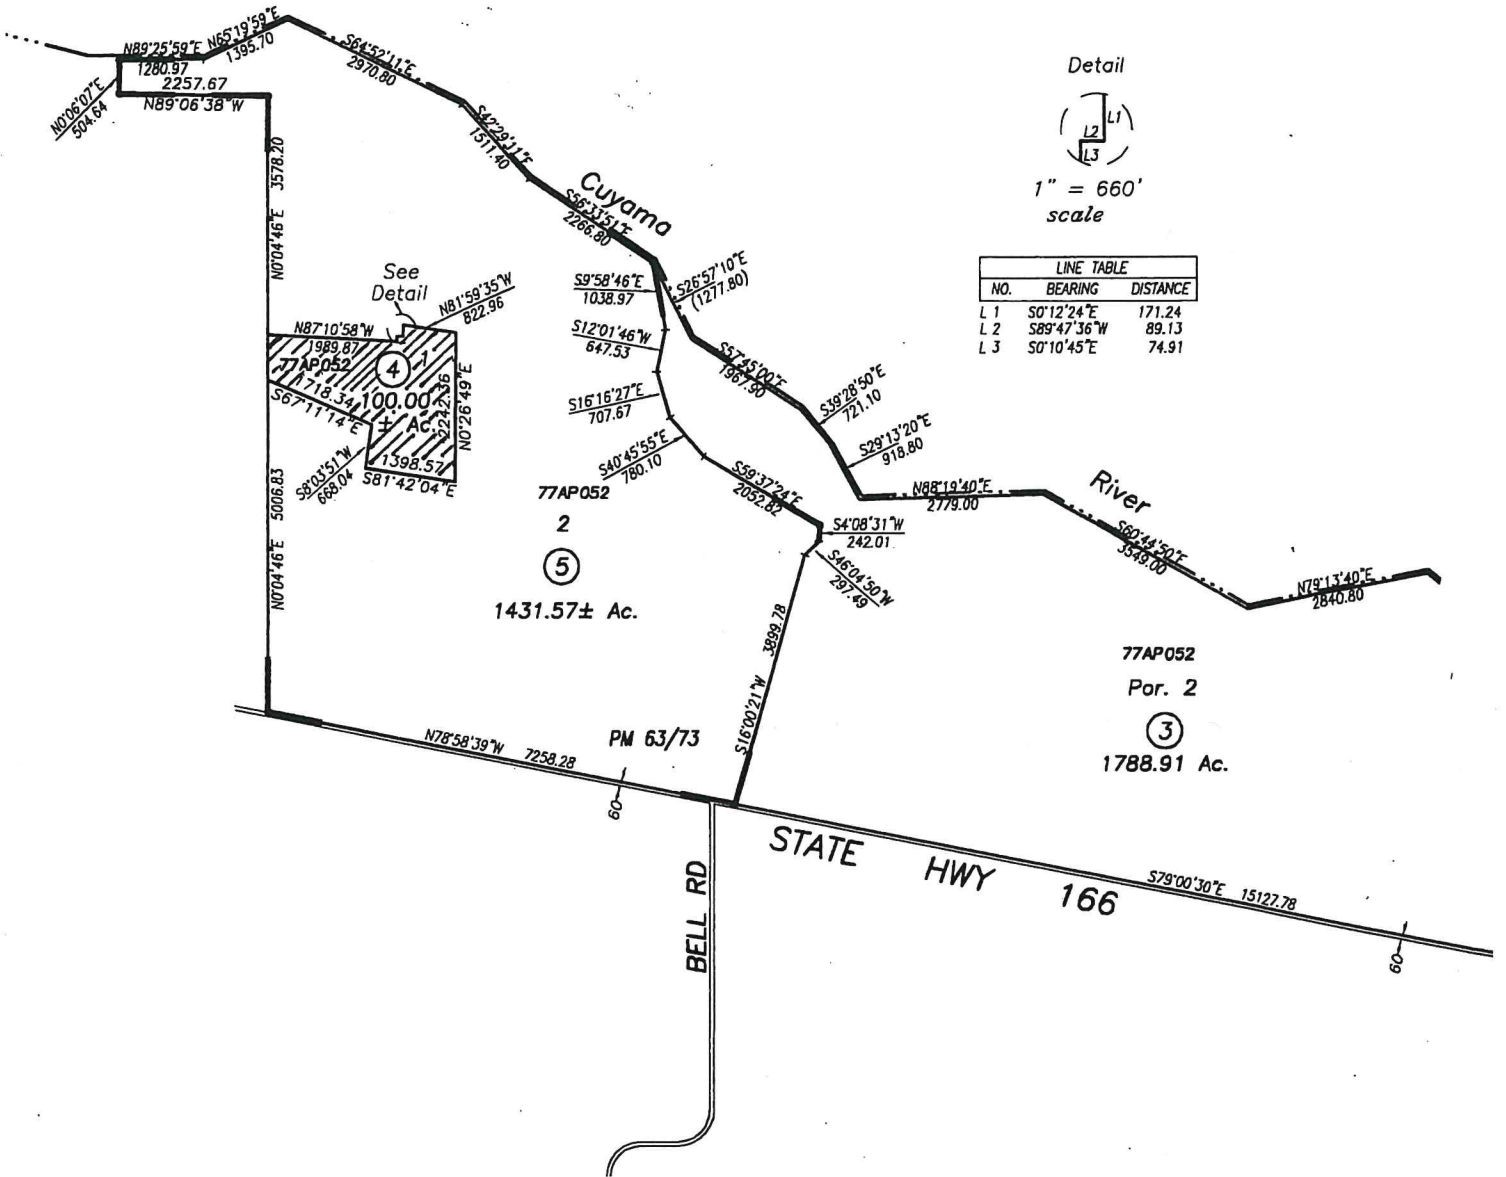 N89°25'59"E
1280.97
N65°19'59"E
1395.70
S64°52'11"E
2970.80
2257.67
N89°06'38"W
N0°06'07"E
504.64
S42°29'11"E
1511.40
Cuyama
S56°33'51"E
2266.80
Detail
L1
L2
L3
1" = 660'
scale
LINE TABLE
NO. BEARING DISTANCE
L 1 S0°12'24"E 171.24
L 2 S89°47'36"W 89.13
L 3 S0°10'45"E 74.91
3578.20
N0°04'46"E
See
Detail
N81°59'35"W
822.96
N87°10'58"W
1989.87
77AP052
1
4
100.00
± Ac.
1718.34
S67°11'14"E
2242.36
N0°26'49"E
1398.57
S81°42'04"E
S8°03'51"W
668.04
S9°58'46"E
1038.97
S26°57'10"E
(1277.80)
S12°01'46"W
647.53
S16°16'27"E
707.67
S40°45'55"E
780.10
S57°45'00"E
1967.90
S39°28'50"E
721.10
S29°13'20"E
918.80
S59°37'24"E
2052.82
S4°08'31"W
242.01
S46°04'50"W
297.49
N88°19'40"E
2779.00
River
S60°44'50"E
3549.00
N79°13'40"E
2840.80
5006.83
N0°04'46"E
77AP052
2
5
1431.57± Ac.
3899.78
S16°00'21"W
77AP052
Por. 2
3
1788.91 Ac.
N78°58'39"W 7258.28
PM 63/73
60
STATE HWY 166
S79°00'30"E 15127.78
60
BELL RD